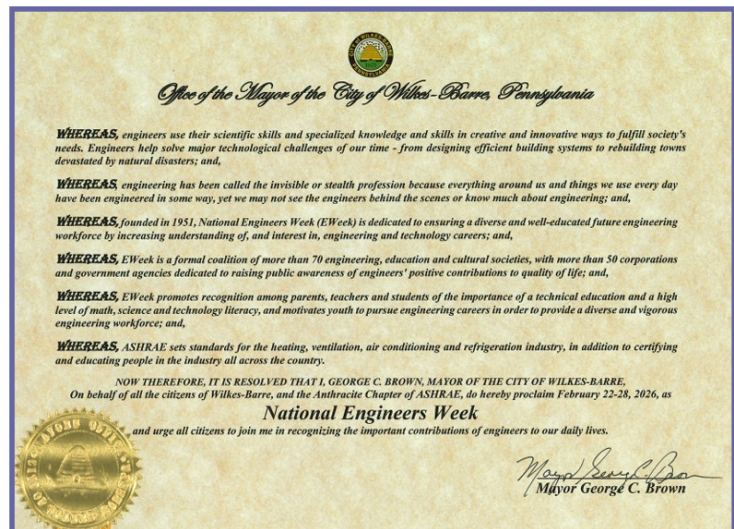 CITY OF WILKES-BARRE
PENNSYLVANIA
Office of the Mayor of the City of Wilkes-Barre, Pennsylvania
WHEREAS, engineers use their scientific skills and specialized knowledge and skills in creative and innovative ways to fulfill society's
needs. Engineers help solve major technological challenges of our time - from designing efficient building systems to rebuilding towns
devastated by natural disasters; and,
WHEREAS, engineering has been called the invisible or stealth profession because everything around us and things we use every day
have been engineered in some way, yet we may not see the engineers behind the scenes or know much about engineering; and,
WHEREAS, founded in 1951, National Engineers Week (EWeek) is dedicated to ensuring a diverse and well-educated future engineering
workforce by increasing understanding of, and interest in, engineering and technology careers; and,
WHEREAS, EWeek is a formal coalition of more than 70 engineering, education and cultural societies, with more than 50 corporations
and government agencies dedicated to raising public awareness of engineers' positive contributions to quality of life; and,
WHEREAS, EWeek promotes recognition among parents, teachers and students of the importance of a technical education and a high
level of math, science and technology literacy, and motivates youth to pursue engineering careers in order to provide a diverse and vigorous
engineering workforce; and,
WHEREAS, ASHRAE sets standards for the heating, ventilation, air conditioning and refrigeration industry, in addition to certifying
and educating people in the industry all across the country.
NOW THEREFORE, IT IS RESOLVED THAT I, GEORGE C. BROWN, MAYOR OF THE CITY OF WILKES-BARRE,
On behalf of all the citizens of Wilkes-Barre, and the Anthracite Chapter of ASHRAE, do hereby proclaim February 22-28, 2026, as
National Engineers Week
and urge all citizens to join me in recognizing the important contributions of engineers to our daily lives.
Mayor George C. Brown
Mayor George C. Brown